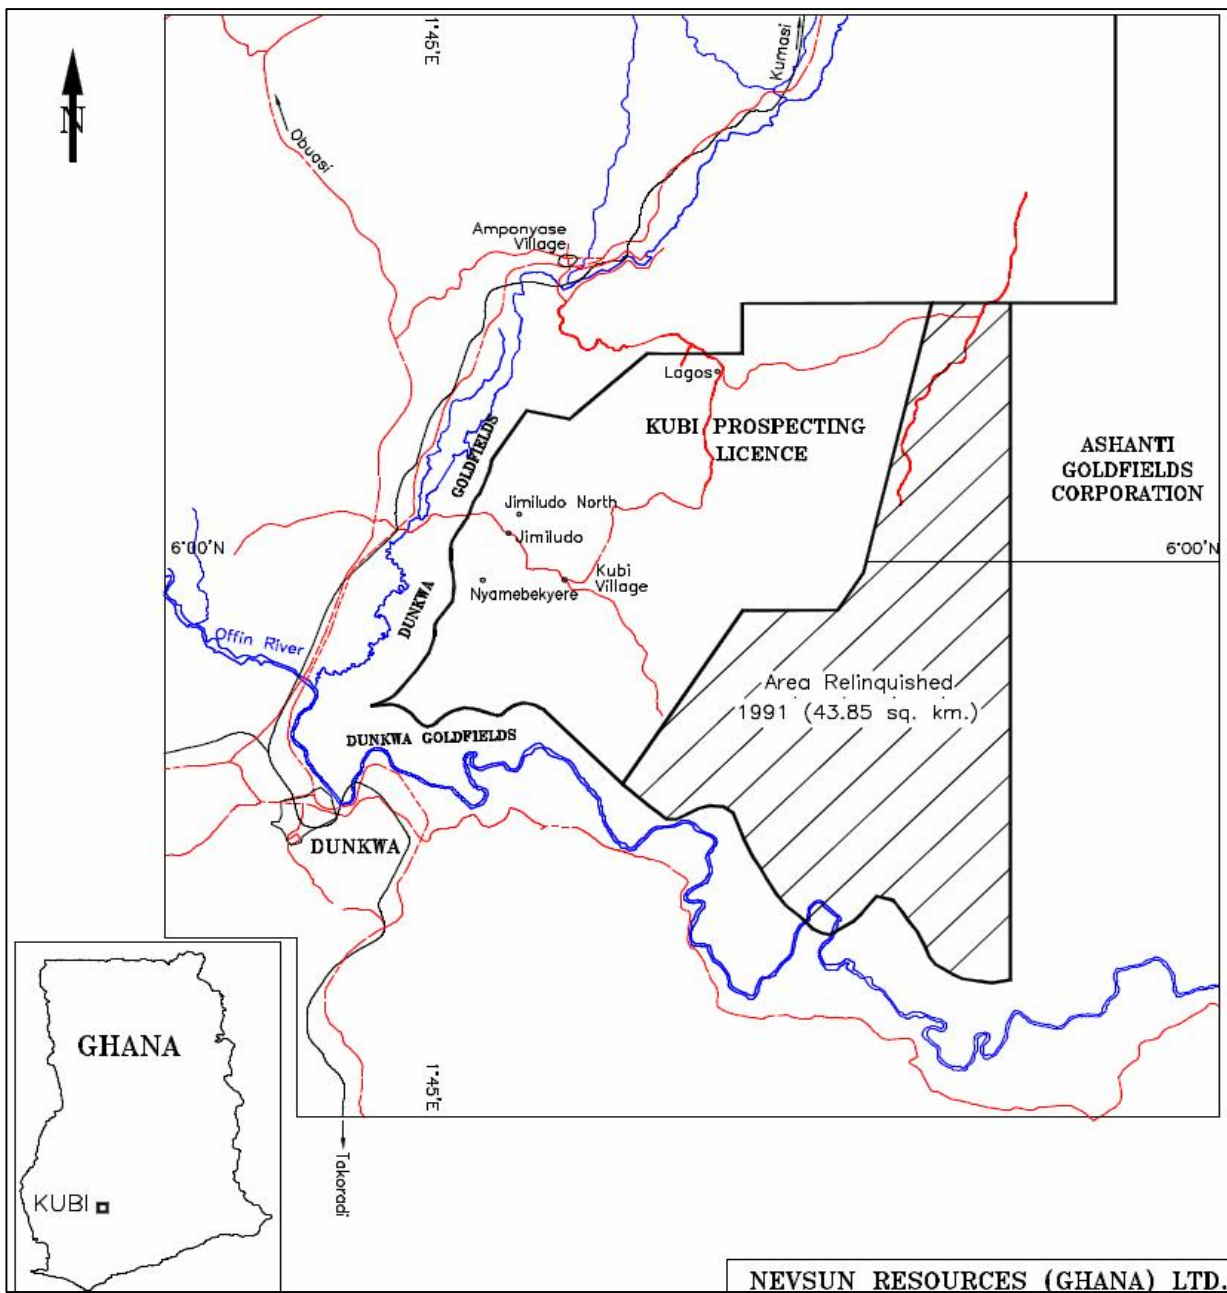 1°45'E
Kumasi
N
Obuasi
Amponyase
Village
Lagos
KUBI PROSPECTING
LICENCE
ASHANTI
GOLDFIELDS
CORPORATION
GOLDFIELDS
DUNKWA
Jimiludo North
Jimiludo
6°00'N
6°00'N
Kubi
Village
Nyamebekyere
Offin River
Area Relinquished
1991 (43.85 sq. km.)
DUNKWA GOLDFIELDS
DUNKWA
GHANA
KUBI
1°45'E
Takoradi
NEVSUN RESOURCES (GHANA) LTD.